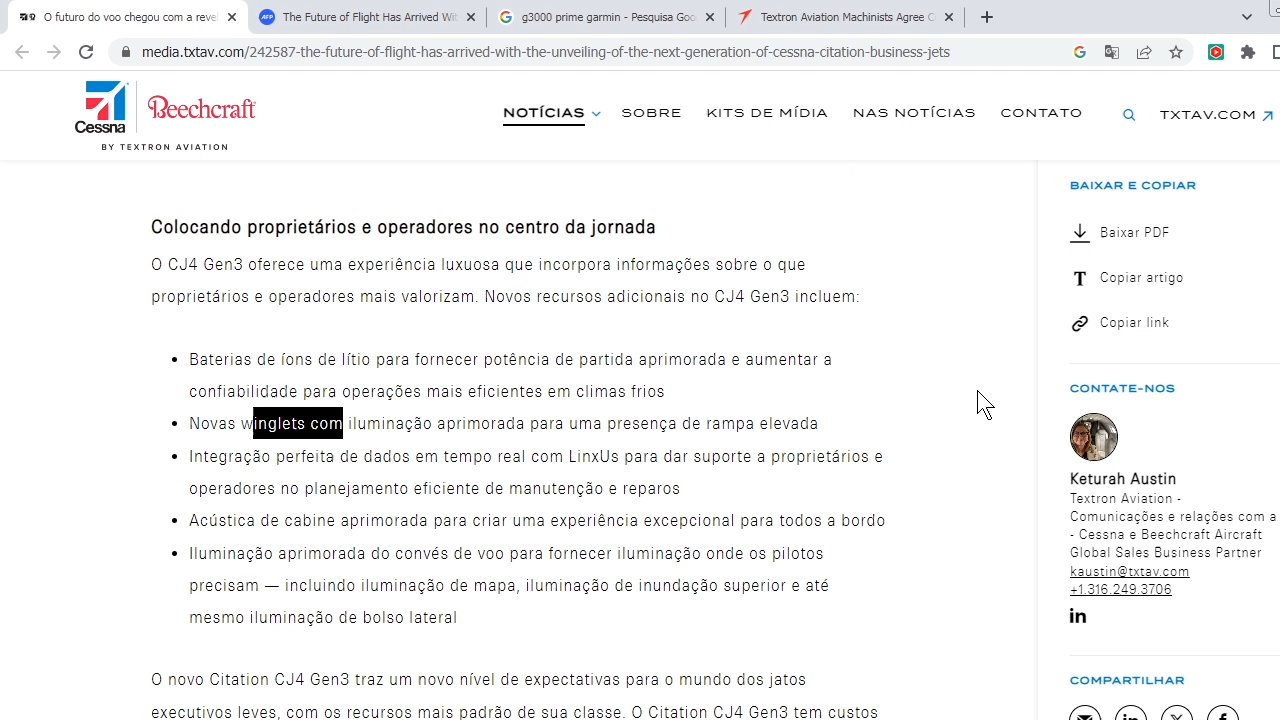 O futuro do voo chegou com a reve
The Future of Flight Has Arrived Wit
g3000 prime garmin - Pesquisa Goo
Textron Aviation Machinists Agree C
media.txtav.com/242587-the-future-of-flight-has-arrived-with-the-unveiling-of-the-next-generation-of-cessna-citation-business-jets
Cessna
Beechcraft
BY TEXTRON AVIATION
NOTÍCIAS
SOBRE
KITS DE MÍDIA
NAS NOTÍCIAS
CONTATO
TXTAV.COM
Colocando proprietários e operadores no centro da jornada
O CJ4 Gen3 oferece uma experiência luxuosa que incorpora informações sobre o que
proprietários e operadores mais valorizam. Novos recursos adicionais no CJ4 Gen3 incluem:
Baterias de íons de lítio para fornecer potência de partida aprimorada e aumentar a
confiabilidade para operações mais eficientes em climas frios
Novas winglets com iluminação aprimorada para uma presença de rampa elevada
Integração perfeita de dados em tempo real com LinxUs para dar suporte a proprietários e
operadores no planejamento eficiente de manutenção e reparos
Acústica de cabine aprimorada para criar uma experiência excepcional para todos a bordo
Iluminação aprimorada do convés de voo para fornecer iluminação onde os pilotos
precisam — incluindo iluminação de mapa, iluminação de inundação superior e até
mesmo iluminação de bolso lateral
O novo Citation CJ4 Gen3 traz um novo nível de expectativas para o mundo dos jatos
executivos leves, com os recursos mais padrão de sua classe. O Citation CJ4 Gen3 tem custos
BAIXAR E COPIAR
Baixar PDF
Copiar artigo
Copiar link
CONTATE-NOS
Keturah Austin
Textron Aviation -
Comunicações e relações com a
- Cessna e Beechcraft Aircraft
Global Sales Business Partner
kaustin@txtav.com
+1.316.249.3706
in
COMPARTILHAR